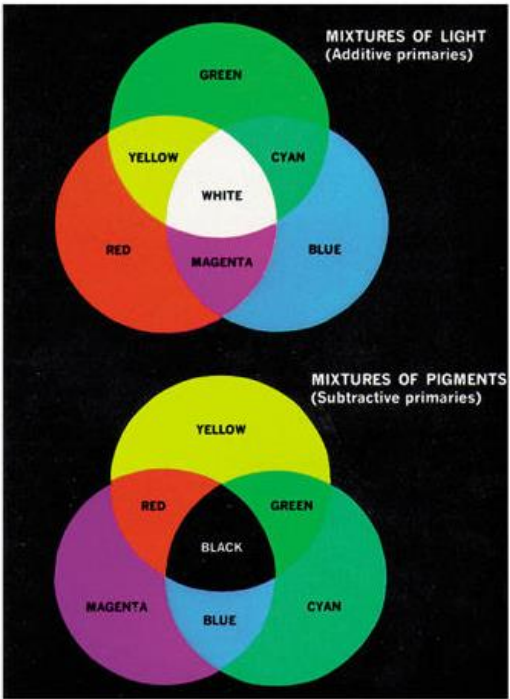 MIXTURES OF LIGHT
(Additive primaries)
GREEN
YELLOW
CYAN
WHITE
RED
BLUE
MAGENTA
MIXTURES OF PIGMENTS
(Subtractive primaries)
YELLOW
RED
GREEN
BLACK
MAGENTA
CYAN
BLUE